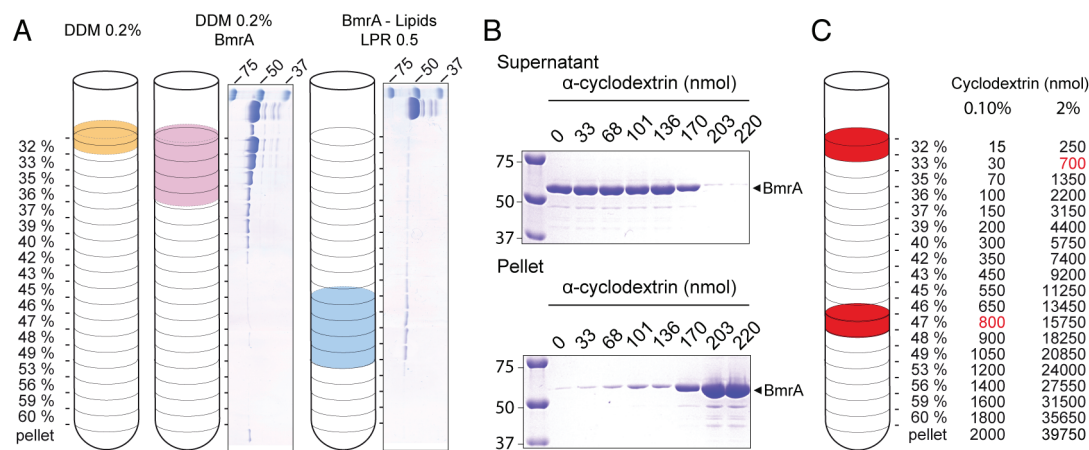 A
DDM 0.2%
DDM 0.2%
BmrA
BmrA - Lipids
LPR 0.5
75
50
37
75
50
37
32 %
33 %
35 %
36 %
37 %
39 %
40 %
42 %
43 %
45 %
46 %
47 %
48 %
49 %
53 %
56 %
59 %
60 %
pellet
B
Supernatant
α-cyclodextrin (nmol)
0 33 68 101 136 170 203 220
75
50
37
BmrA
Pellet
α-cyclodextrin (nmol)
0 33 68 101 136 170 203 220
75
50
37
BmrA
C
Cyclodextrin (nmol)
0.10% 2%
32 % 15 250
33 % 30 700
35 % 70 1350
36 % 100 2200
37 % 150 3150
39 % 200 4400
40 % 300 5750
42 % 350 7400
43 % 450 9200
45 % 550 11250
46 % 650 13450
47 % 800 15750
48 % 900 18250
49 % 1050 20850
53 % 1200 24000
56 % 1400 27550
59 % 1600 31500
60 % 1800 35650
pellet 2000 39750